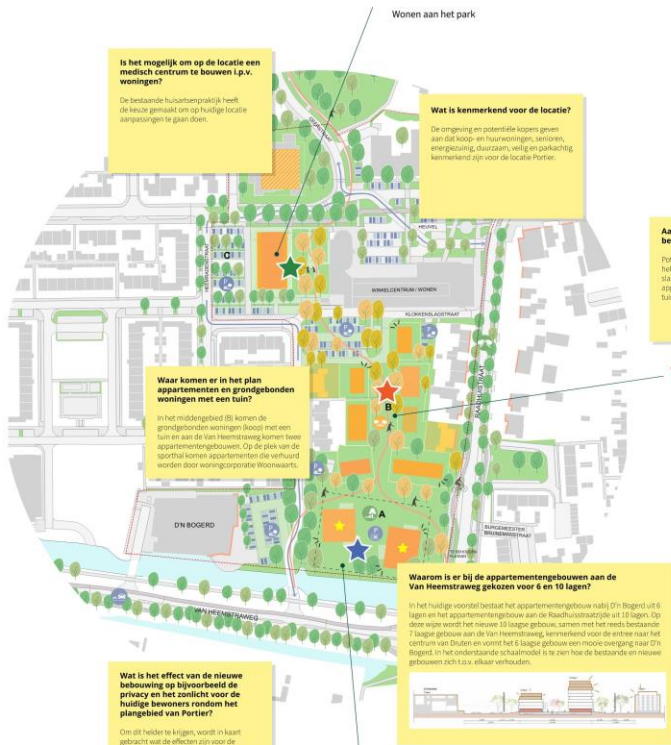 Wonen aan het park
Is het mogelijk om op de locatie een
medisch centrum te bouwen i.p.v.
woningen?
De bestaande huisartsenpraktijk heeft
de keuze gemaakt om op huidige locatie
aanpassingen te gaan doen.
Wat is kenmerkend voor de locatie?
De omgeving en potentiële kopers geven
aan dat koop- en huurwoningen, senioren,
energiezuinig, duurzaam, veilig en parkachtig
kenmerkend zijn voor de locatie Portier.
HEUVEL
C
WINKELCENTRUM / WONEN
KLOKKENSLAGSTRAAT
RAADHUISSTRAAT
Waar komen er in het plan
appartementen en grondgebonden
woningen met een tuin?
In het middengebied (B) komen de
grondgebonden woningen (koop) met een
tuin en aan de Van Heemstraweg komen twee
appartementengebouwen. Op de plek van de
sporthal komen appartementen die verhuurd
worden door woningcorporatie Woonwaarts.
B
A
D'N BOGERD
BURGEMEESTER
VAN HEEMSTRAWEG
Waarom is er bij de appartementengebouwen aan de
Van Heemstraweg gekozen voor 6 en 10 lagen?
In het huidige voorstel bestaat het appartementengebouw nabij D'n Bogerd uit 6
lagen en het appartementengebouw aan de Raadhuisstraatzijde uit 10 lagen. Op
deze wijze wordt het nieuwe 10 laagse gebouw, samen met het reeds bestaande
7 laagse gebouw aan de Van Heemstraweg, kenmerkend voor de entree naar het
centrum van Druten en vormt het 6 laagse gebouw een mooie overgang naar D'n
Bogerd. In het onderstaande schaalmodel is te zien hoe de bestaande en nieuwe
gebouwen zich t.o.v. elkaar verhouden.
Wat is het effect van de nieuwe
bebouwing op bijvoorbeeld de
privacy en het zonlicht voor de
huidige bewoners rondom het
plangebied van Portier?
Om dit helder te krijgen, wordt in kaart
gebracht wat de effecten zijn voor de